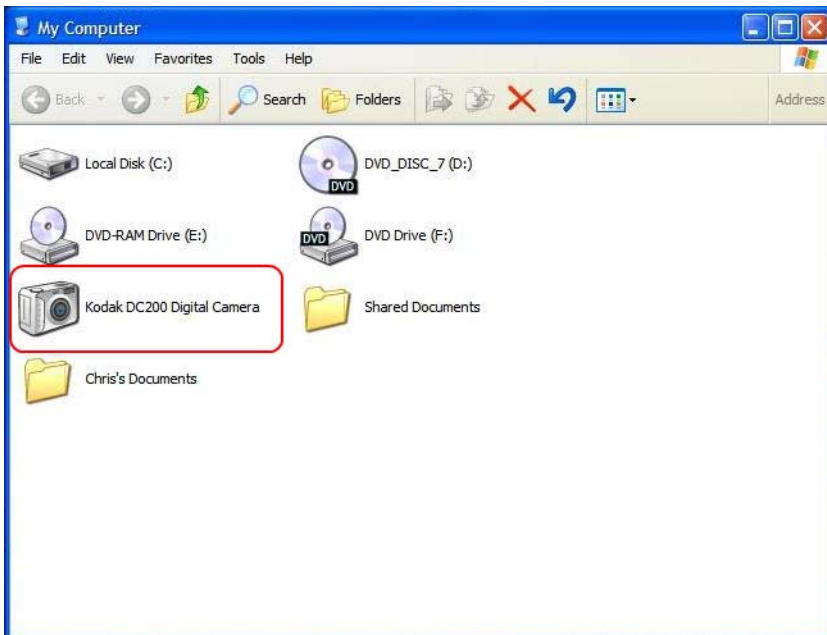 My Computer
File Edit View Favorites Tools Help
Back Search Folders Address
Local Disk (C:) DVD_DISC_7 (D:)
DVD
DVD-RAM Drive (E:) DVD Drive (F:)
DVD
Kodak DC200 Digital Camera Shared Documents
Chris's Documents